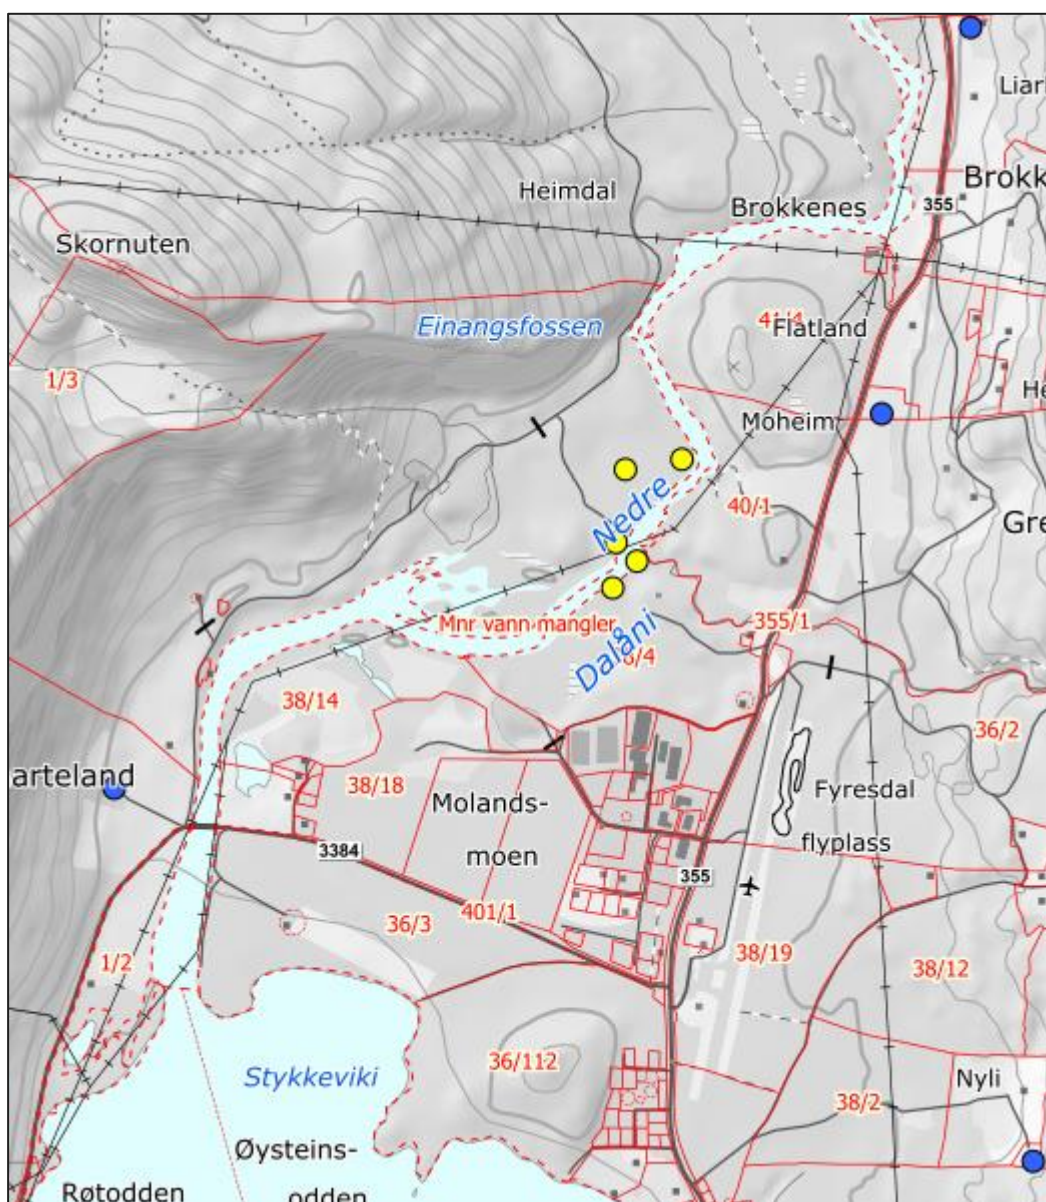 Liar
Brokk
Heimdal
Brokkenes
355
Skornuten
Einangsfossen
Flatland
1/3
He
Moheim
Nedre
40/1
Gre
Mnr vann mangler
355/1
Dalåni
38/14
36/2
arteland
38/18
Molands-
moen
Fyresdal
flyplass
3384
355
36/3
401/1
1/2
38/19
38/12
36/112
Stykkeviki
Nyli
38/2
Øysteins-
odden
Røtodden